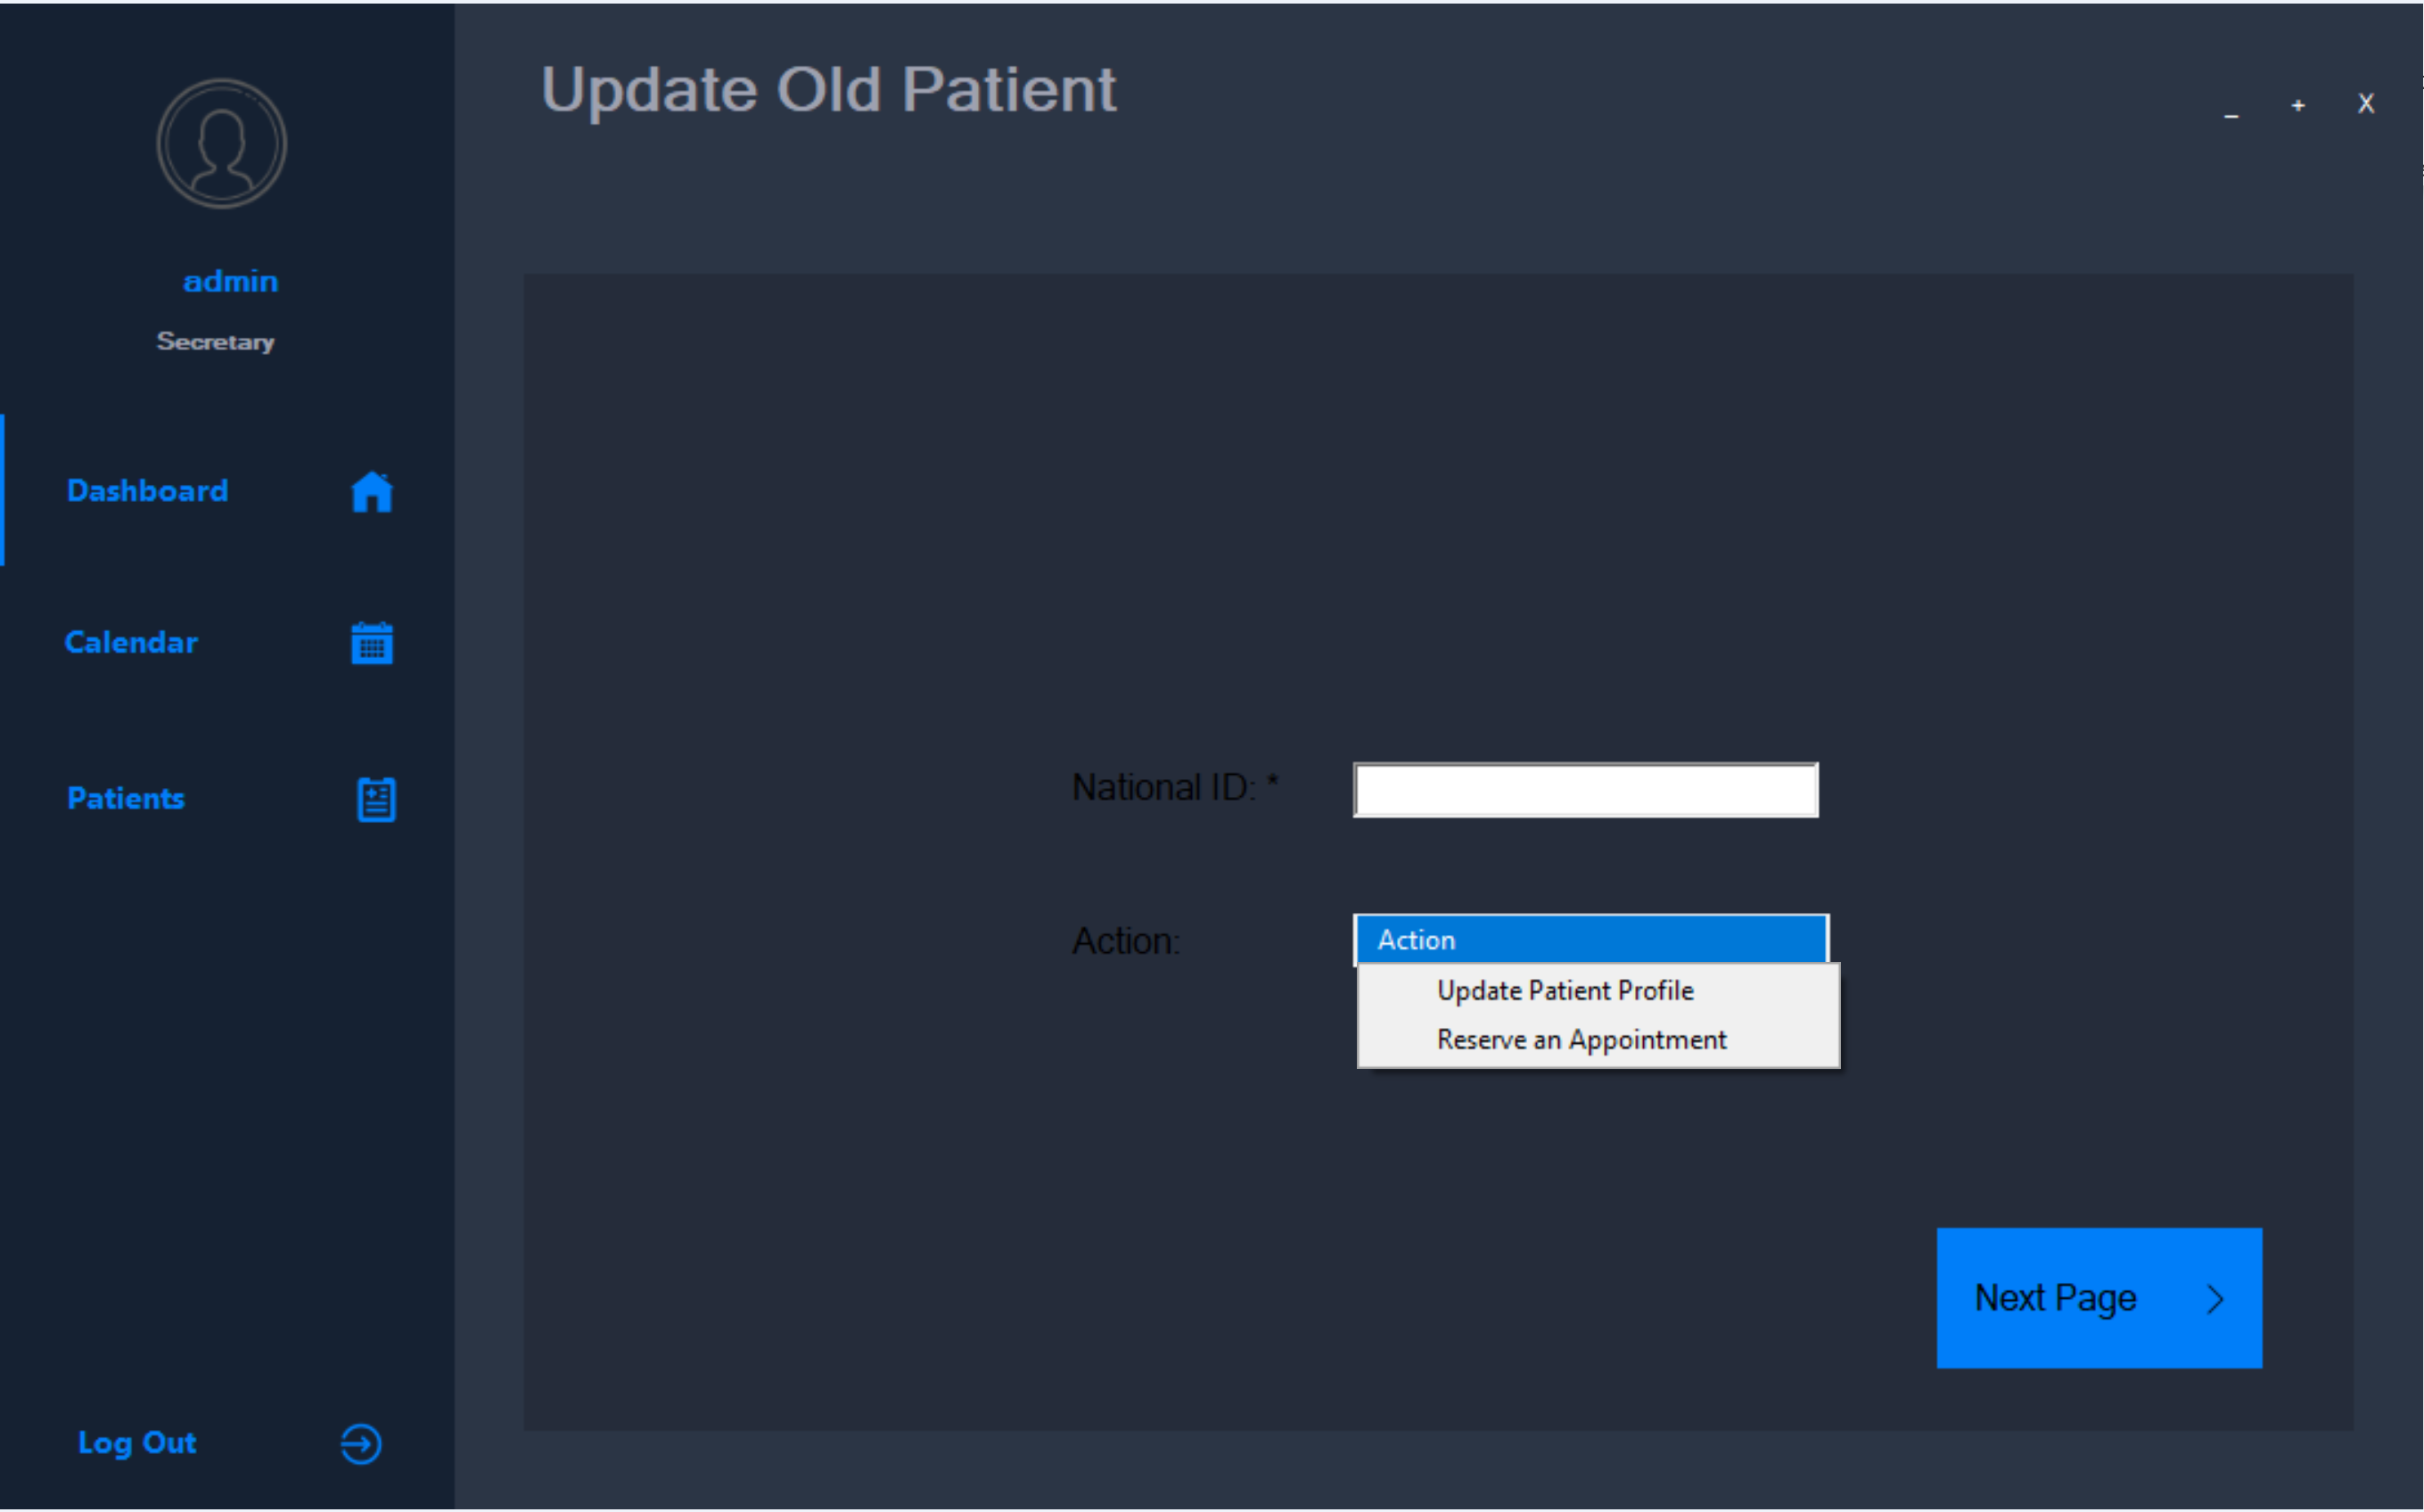 Update Old Patient
_ + X
admin
Secretary
Dashboard
Calendar
Patients
National ID: *
Action:
Action
Update Patient Profile
Reserve an Appointment
Next Page >
Log Out